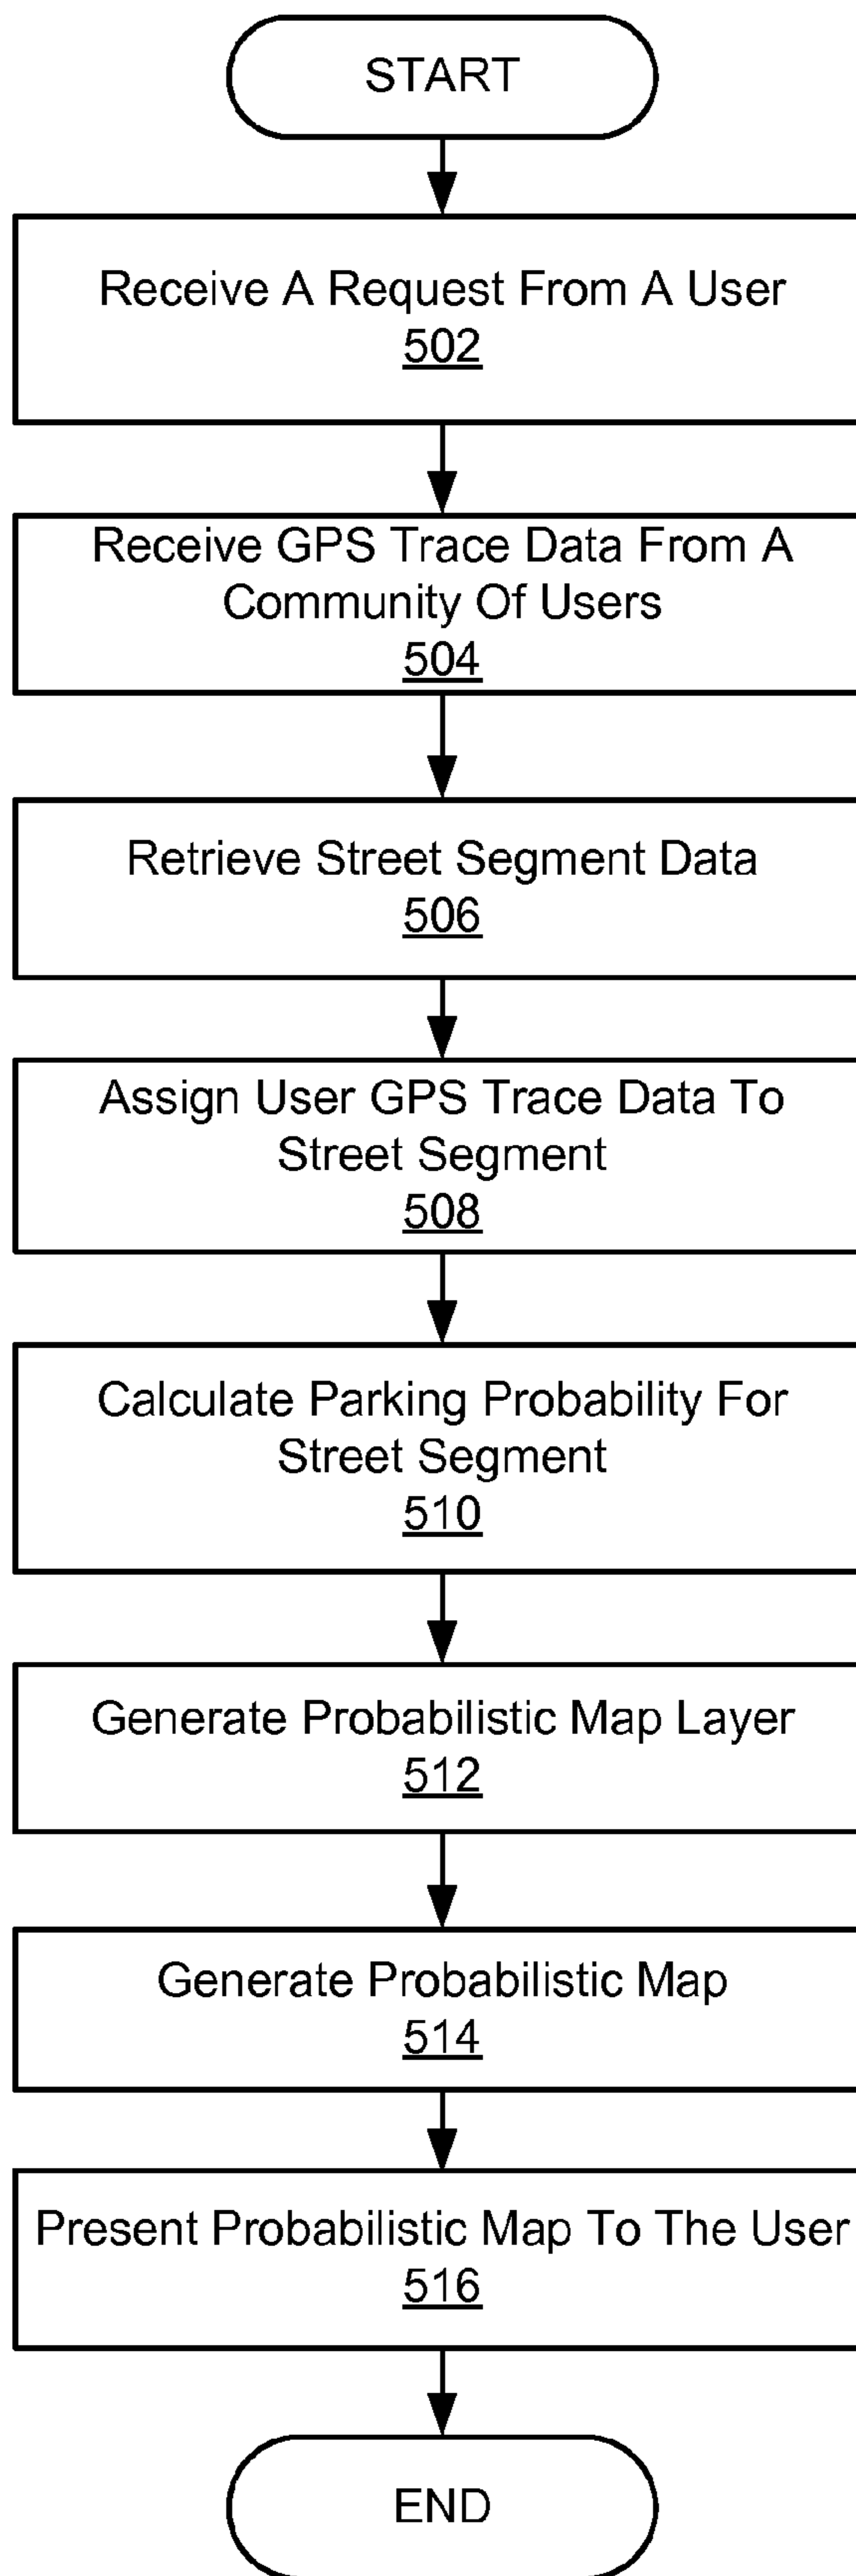 START
Receive A Request From A User
502
Receive GPS Trace Data From A
Community Of Users
504
Retrieve Street Segment Data
506
Assign User GPS Trace Data To
Street Segment
508
Calculate Parking Probability For
Street Segment
510
Generate Probabilistic Map Layer
512
Generate Probabilistic Map
514
Present Probabilistic Map To The User
516
END